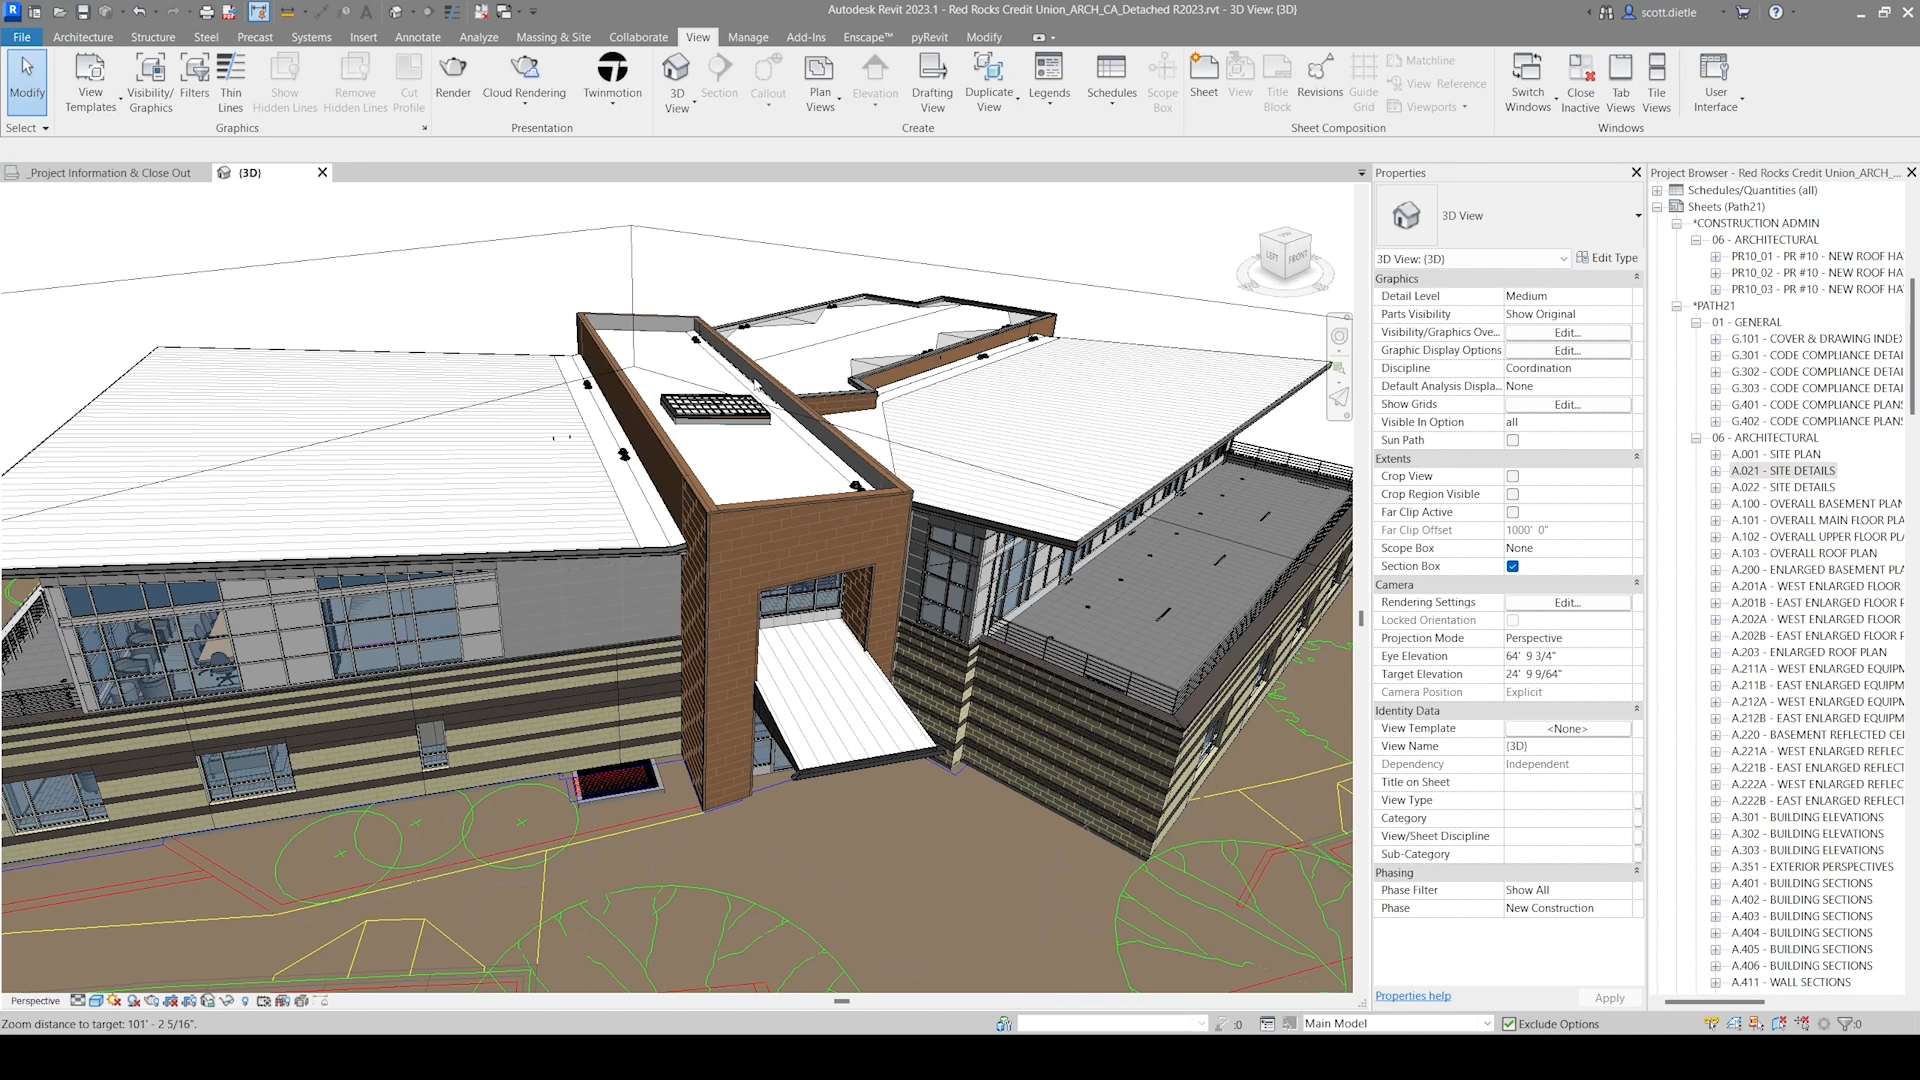 Autodesk Revit 2023.1 - Red Rocks Credit Union_ARCH_CA_Detached R2023.rvt - 3D View: {3D}
scott.dietle
File Architecture Structure Steel Precast Systems Insert Annotate Analyze Massing & Site Collaborate View Manage Add-Ins Enscape™ pyRevit Modify
Modify
View Templates
Visibility/ Graphics
Filters
Thin Lines
Show Hidden Lines
Remove Hidden Lines
Cut Profile
Render
Cloud Rendering
Twinmotion
3D View
Section
Callout
Plan Views
Elevation
Drafting View
Duplicate View
Legends
Schedules
Scope Box
Sheet
View
Title Block
Revisions
Guide Grid
Matchline
View Reference
Viewports
Switch Windows
Close Inactive
Tab Views
Tile Views
User Interface
Select Graphics Presentation Create Sheet Composition Windows
_Project Information & Close Out
{3D}
LEFT
FRONT
Properties
3D View
3D View: {3D}
Edit Type
Graphics
Detail Level Medium
Parts Visibility Show Original
Visibility/Graphics Ove... Edit...
Graphic Display Options Edit...
Discipline Coordination
Default Analysis Displa... None
Show Grids Edit...
Visible In Option all
Sun Path
Extents
Crop View
Crop Region Visible
Far Clip Active
Far Clip Offset 1000' 0"
Scope Box None
Section Box
Camera
Rendering Settings Edit...
Locked Orientation
Projection Mode Perspective
Eye Elevation 64' 9 3/4"
Target Elevation 24' 9 9/64"
Camera Position Explicit
Identity Data
View Template <None>
View Name {3D}
Dependency Independent
Title on Sheet
View Type
Category
View/Sheet Discipline
Sub-Category
Phasing
Phase Filter Show All
Phase New Construction
Properties help
Apply
Project Browser - Red Rocks Credit Union_ARCH_...
Schedules/Quantities (all)
Sheets (Path21)
*CONSTRUCTION ADMIN
06 - ARCHITECTURAL
PR10_01 - PR #10 - NEW ROOF HA
PR10_02 - PR #10 - NEW ROOF HA
PR10_03 - PR #10 - NEW ROOF HA
*PATH21
01 - GENERAL
G.101 - COVER & DRAWING INDEX
G.301 - CODE COMPLIANCE DETAI
G.302 - CODE COMPLIANCE DETAI
G.303 - CODE COMPLIANCE DETAI
G.401 - CODE COMPLIANCE PLANS
G.402 - CODE COMPLIANCE PLANS
06 - ARCHITECTURAL
A.001 - SITE PLAN
A.021 - SITE DETAILS
A.022 - SITE DETAILS
A.100 - OVERALL BASEMENT PLAN
A.101 - OVERALL MAIN FLOOR PLA
A.102 - OVERALL UPPER FLOOR PL
A.103 - OVERALL ROOF PLAN
A.200 - ENLARGED BASEMENT PLA
A.201A - WEST ENLARGED FLOOR
A.201B - EAST ENLARGED FLOOR P
A.202A - WEST ENLARGED FLOOR
A.202B - EAST ENLARGED FLOOR P
A.203 - ENLARGED ROOF PLAN
A.211A - WEST ENLARGED EQUIPM
A.211B - EAST ENLARGED EQUIPM
A.212A - WEST ENLARGED EQUIPM
A.212B - EAST ENLARGED EQUIPM
A.220 - BASEMENT REFLECTED CEI
A.221A - WEST ENLARGED REFLEC
A.221B - EAST ENLARGED REFLECT
A.222A - WEST ENLARGED REFLEC
A.222B - EAST ENLARGED REFLECT
A.301 - BUILDING ELEVATIONS
A.302 - BUILDING ELEVATIONS
A.303 - BUILDING ELEVATIONS
A.351 - EXTERIOR PERSPECTIVES
A.401 - BUILDING SECTIONS
A.402 - BUILDING SECTIONS
A.403 - BUILDING SECTIONS
A.404 - BUILDING SECTIONS
A.405 - BUILDING SECTIONS
A.406 - BUILDING SECTIONS
A.411 - WALL SECTIONS
Perspective
Zoom distance to target: 101' - 2 5/16".
:0
Main Model
Exclude Options
:0